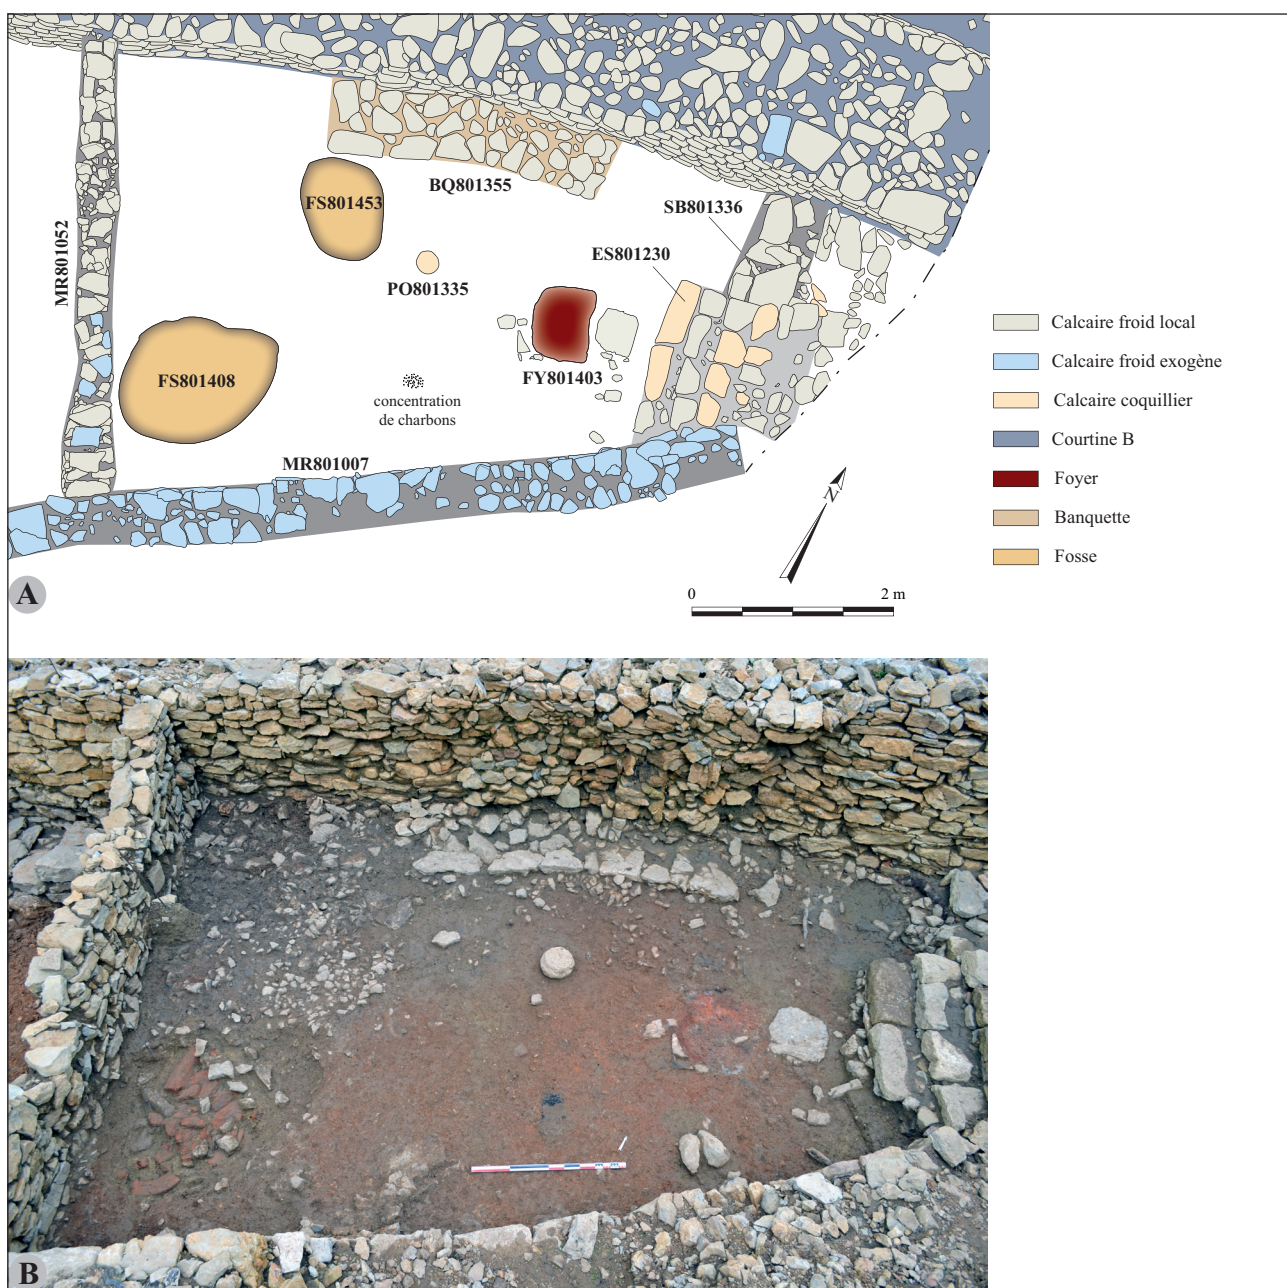 MR801052
FS801453
BQ801355
SB801336
ES801230
PO801335
FS801408
FY801403
concentration
de charbons
MR801007
Calcaire froid local
Calcaire froid exogène
Calcaire coquillier
Courtine B
Foyer
Banquette
Fosse
N
0 2 m
A
B